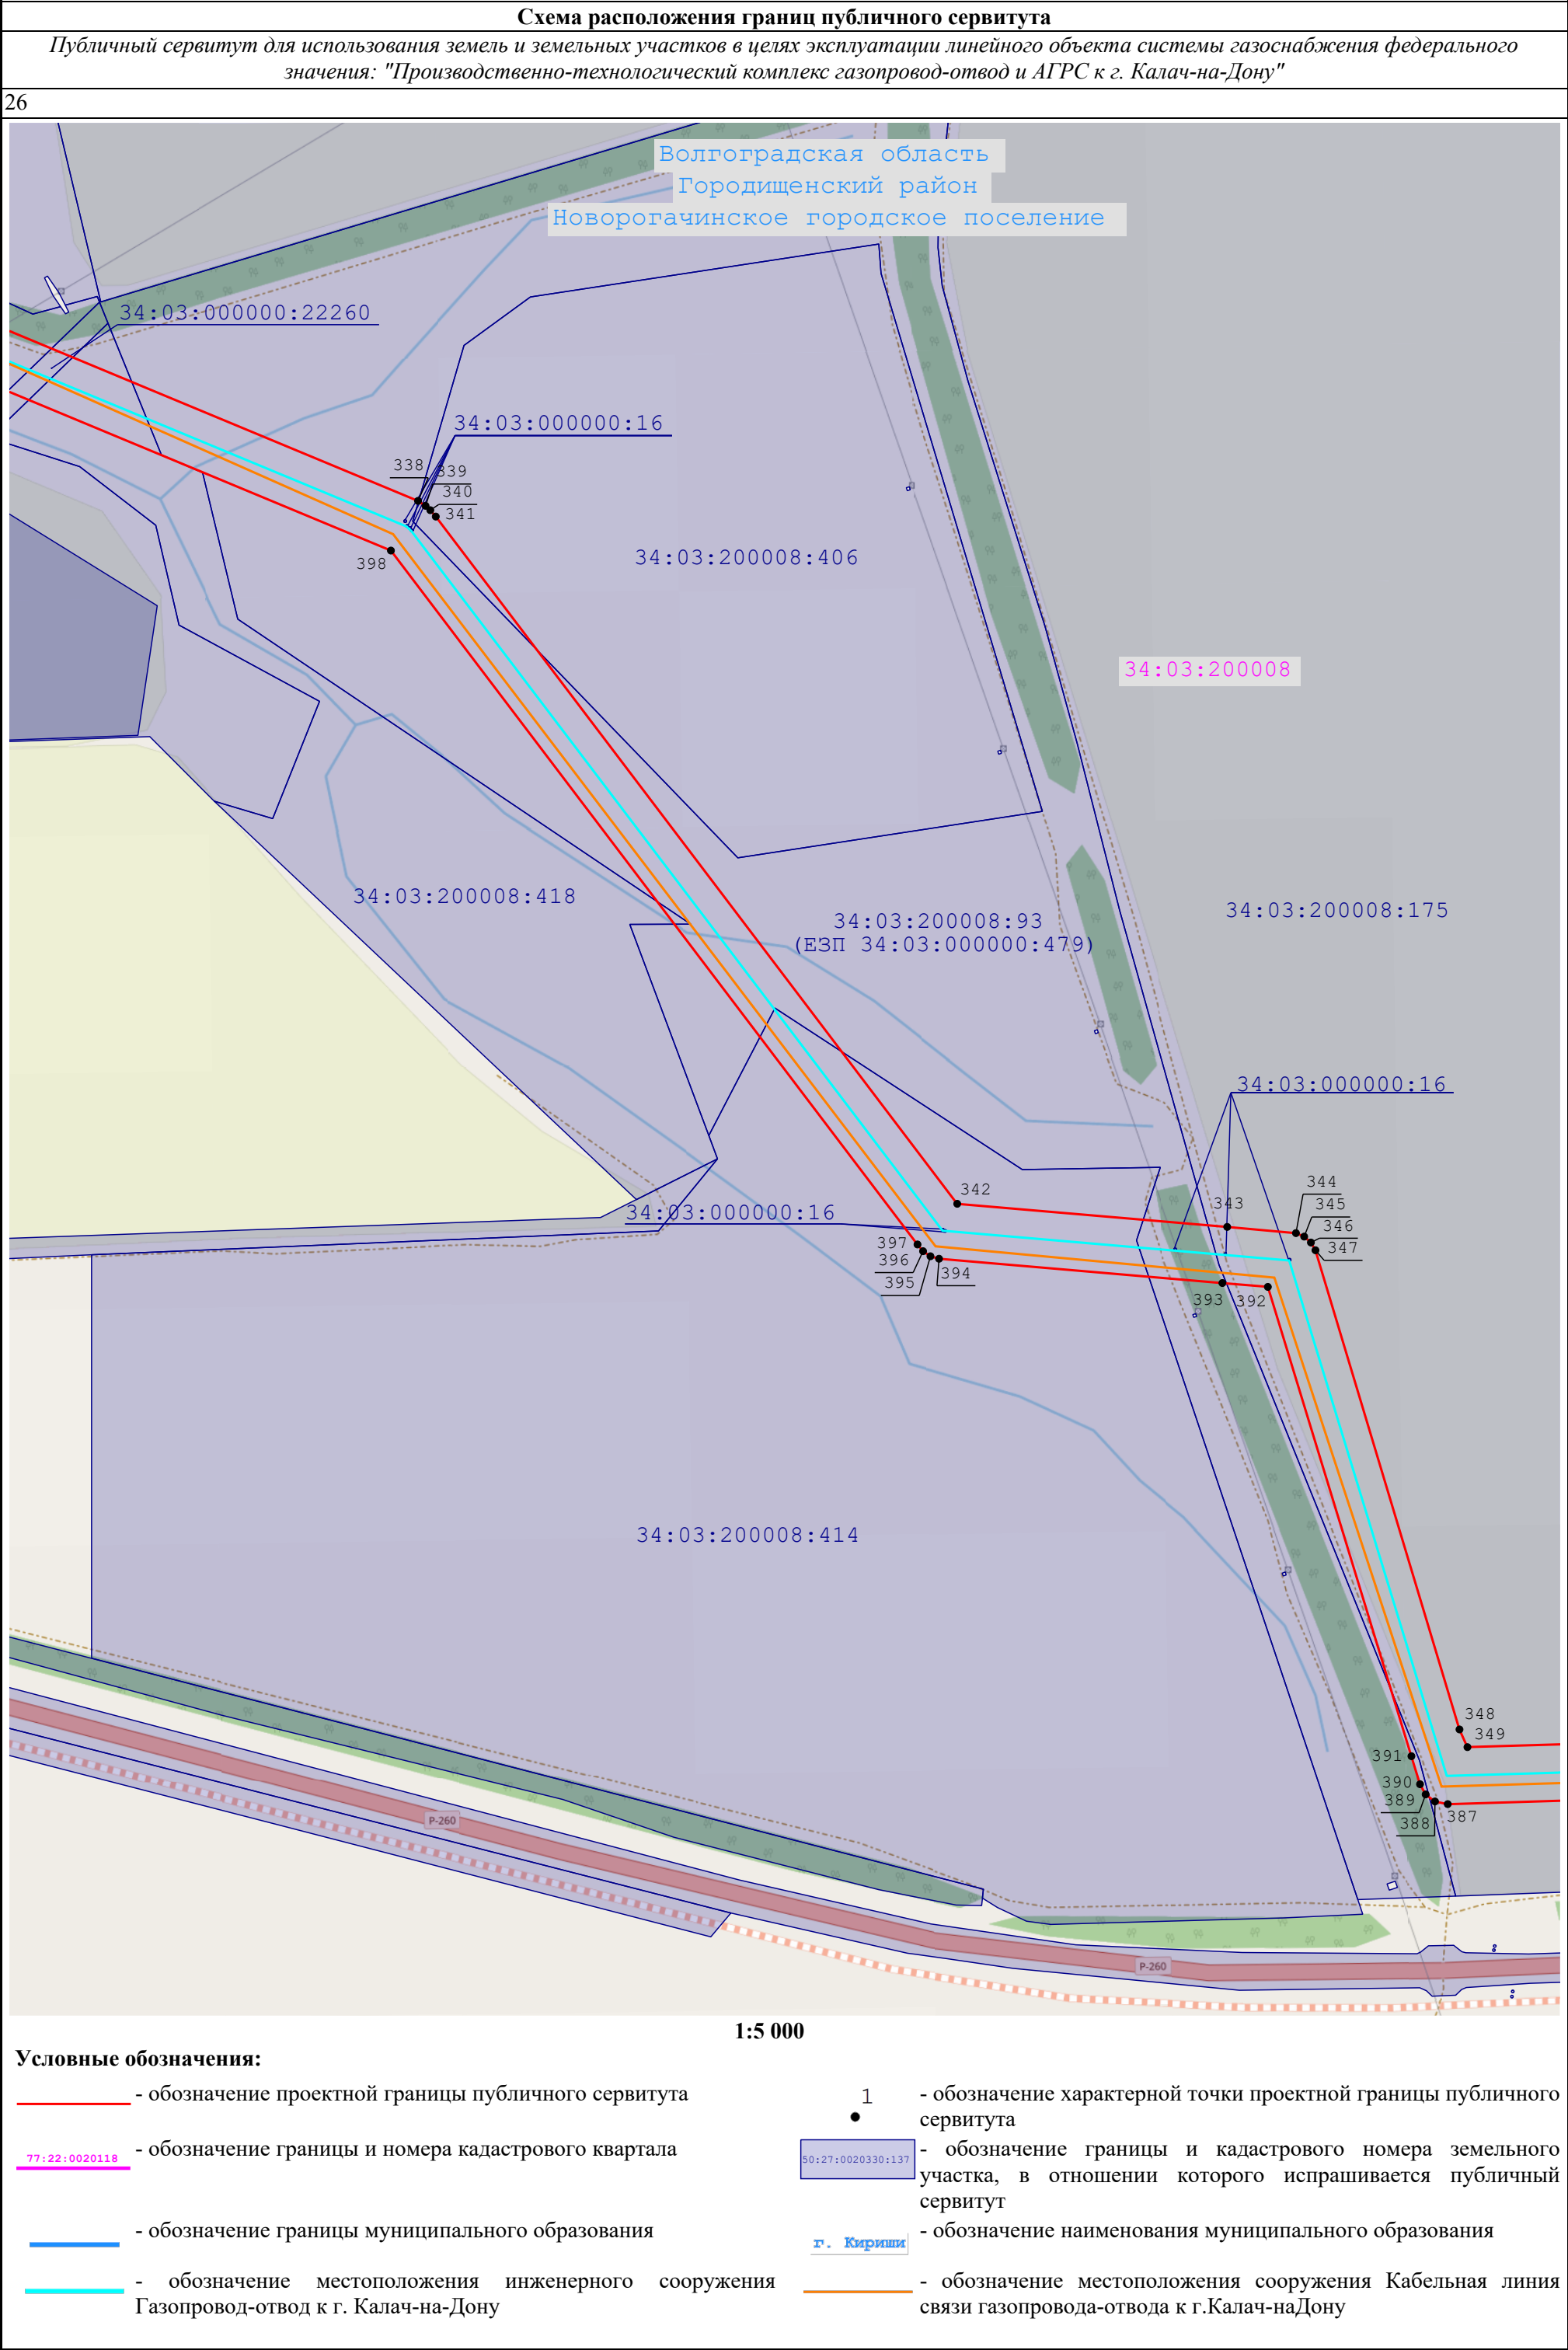 Схема расположения границ публичного сервитута
Публичный сервитут для использования земель и земельных участков в целях эксплуатации линейного объекта системы газоснабжения федерального
значения: "Производственно-технологический комплекс газопровод-отвод и АГРС к г. Калач-на-Дону"
26
Волгоградская область
Городищенский район
Новорогачинское городское поселение
34:03:000000:22260
34:03:000000:16
338
339
340
341
398
34:03:200008:406
34:03:200008
34:03:200008:418
34:03:200008:93
(ЕЗП 34:03:000000:479)
34:03:200008:175
34:03:000000:16
342
343
344
345
346
347
34:03:000000:16
397
396
395
394
393
392
34:03:200008:414
348
349
391
390
389
388
387
Р-260
Р-260
1:5 000
Условные обозначения:
- обозначение проектной границы публичного сервитута
1
- обозначение характерной точки проектной границы публичного
сервитута
77:22:0020118
- обозначение границы и номера кадастрового квартала
50:27:0020330:137
- обозначение границы и кадастрового номера земельного
участка, в отношении которого испрашивается публичный
сервитут
- обозначение границы муниципального образования
г. Кириши
- обозначение наименования муниципального образования
- обозначение местоположения инженерного сооружения
Газопровод-отвод к г. Калач-на-Дону
- обозначение местоположения сооружения Кабельная линия
связи газопровода-отвода к г.Калач-наДону